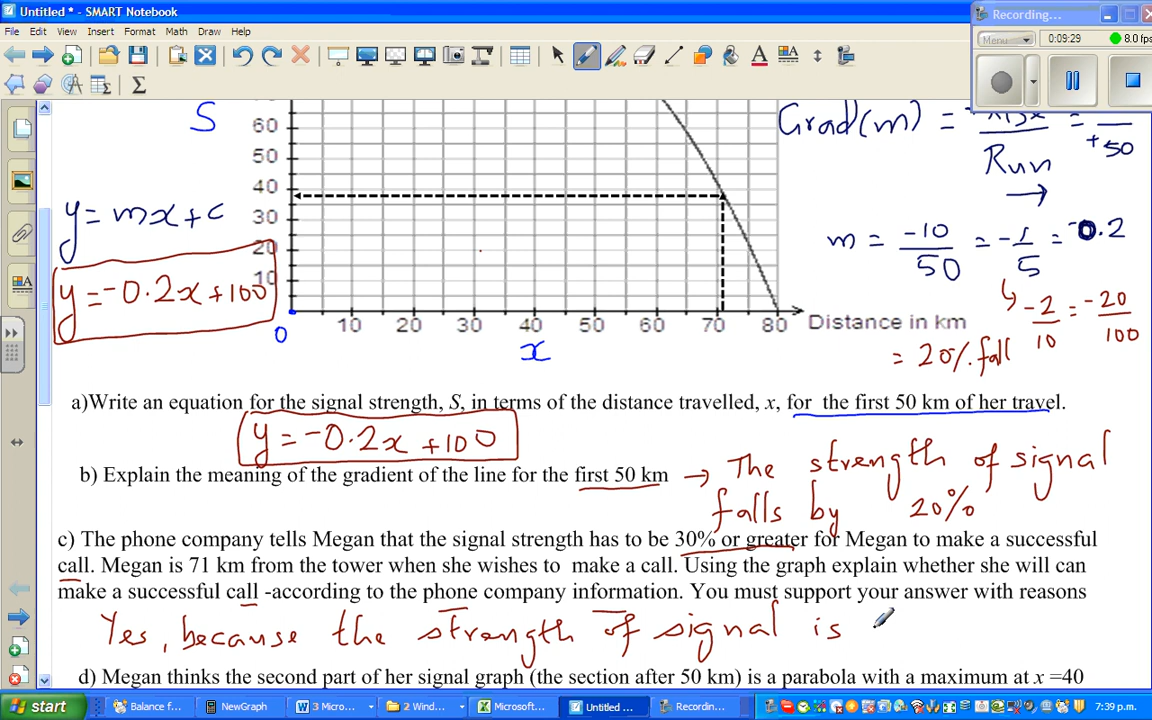 Untitled * - SMART Notebook
Recording...
File Edit View Insert Format Math Draw Help
Menu
0:09:29
8.0 fp
S
60
50
40
30
20
10
0
10 20 30 40 50 60 70 80 Distance in km
x
y = mx + c
y = -0.2x + 100
Grad(m) = Rise/Run = /+50
m = -10/50 = -1/5 = -0.2
-2/10 = -20/100
= 20% fall
a)Write an equation for the signal strength, S, in terms of the distance travelled, x, for the first 50 km of her travel.
y = -0.2x + 100
b) Explain the meaning of the gradient of the line for the first 50 km → The strength of signal
falls by 20%
c) The phone company tells Megan that the signal strength has to be 30% or greater for Megan to make a successful
call. Megan is 71 km from the tower when she wishes to make a call. Using the graph explain whether she will can
make a successful call -according to the phone company information. You must support your answer with reasons
Yes, because the strength of signal is
d) Megan thinks the second part of her signal graph (the section after 50 km) is a parabola with a maximum at x =40
start
Balance f...
NewGraph
3 Micro...
2 Wind...
Microsof...
Untitled ...
Recordin...
7:39 p.m.